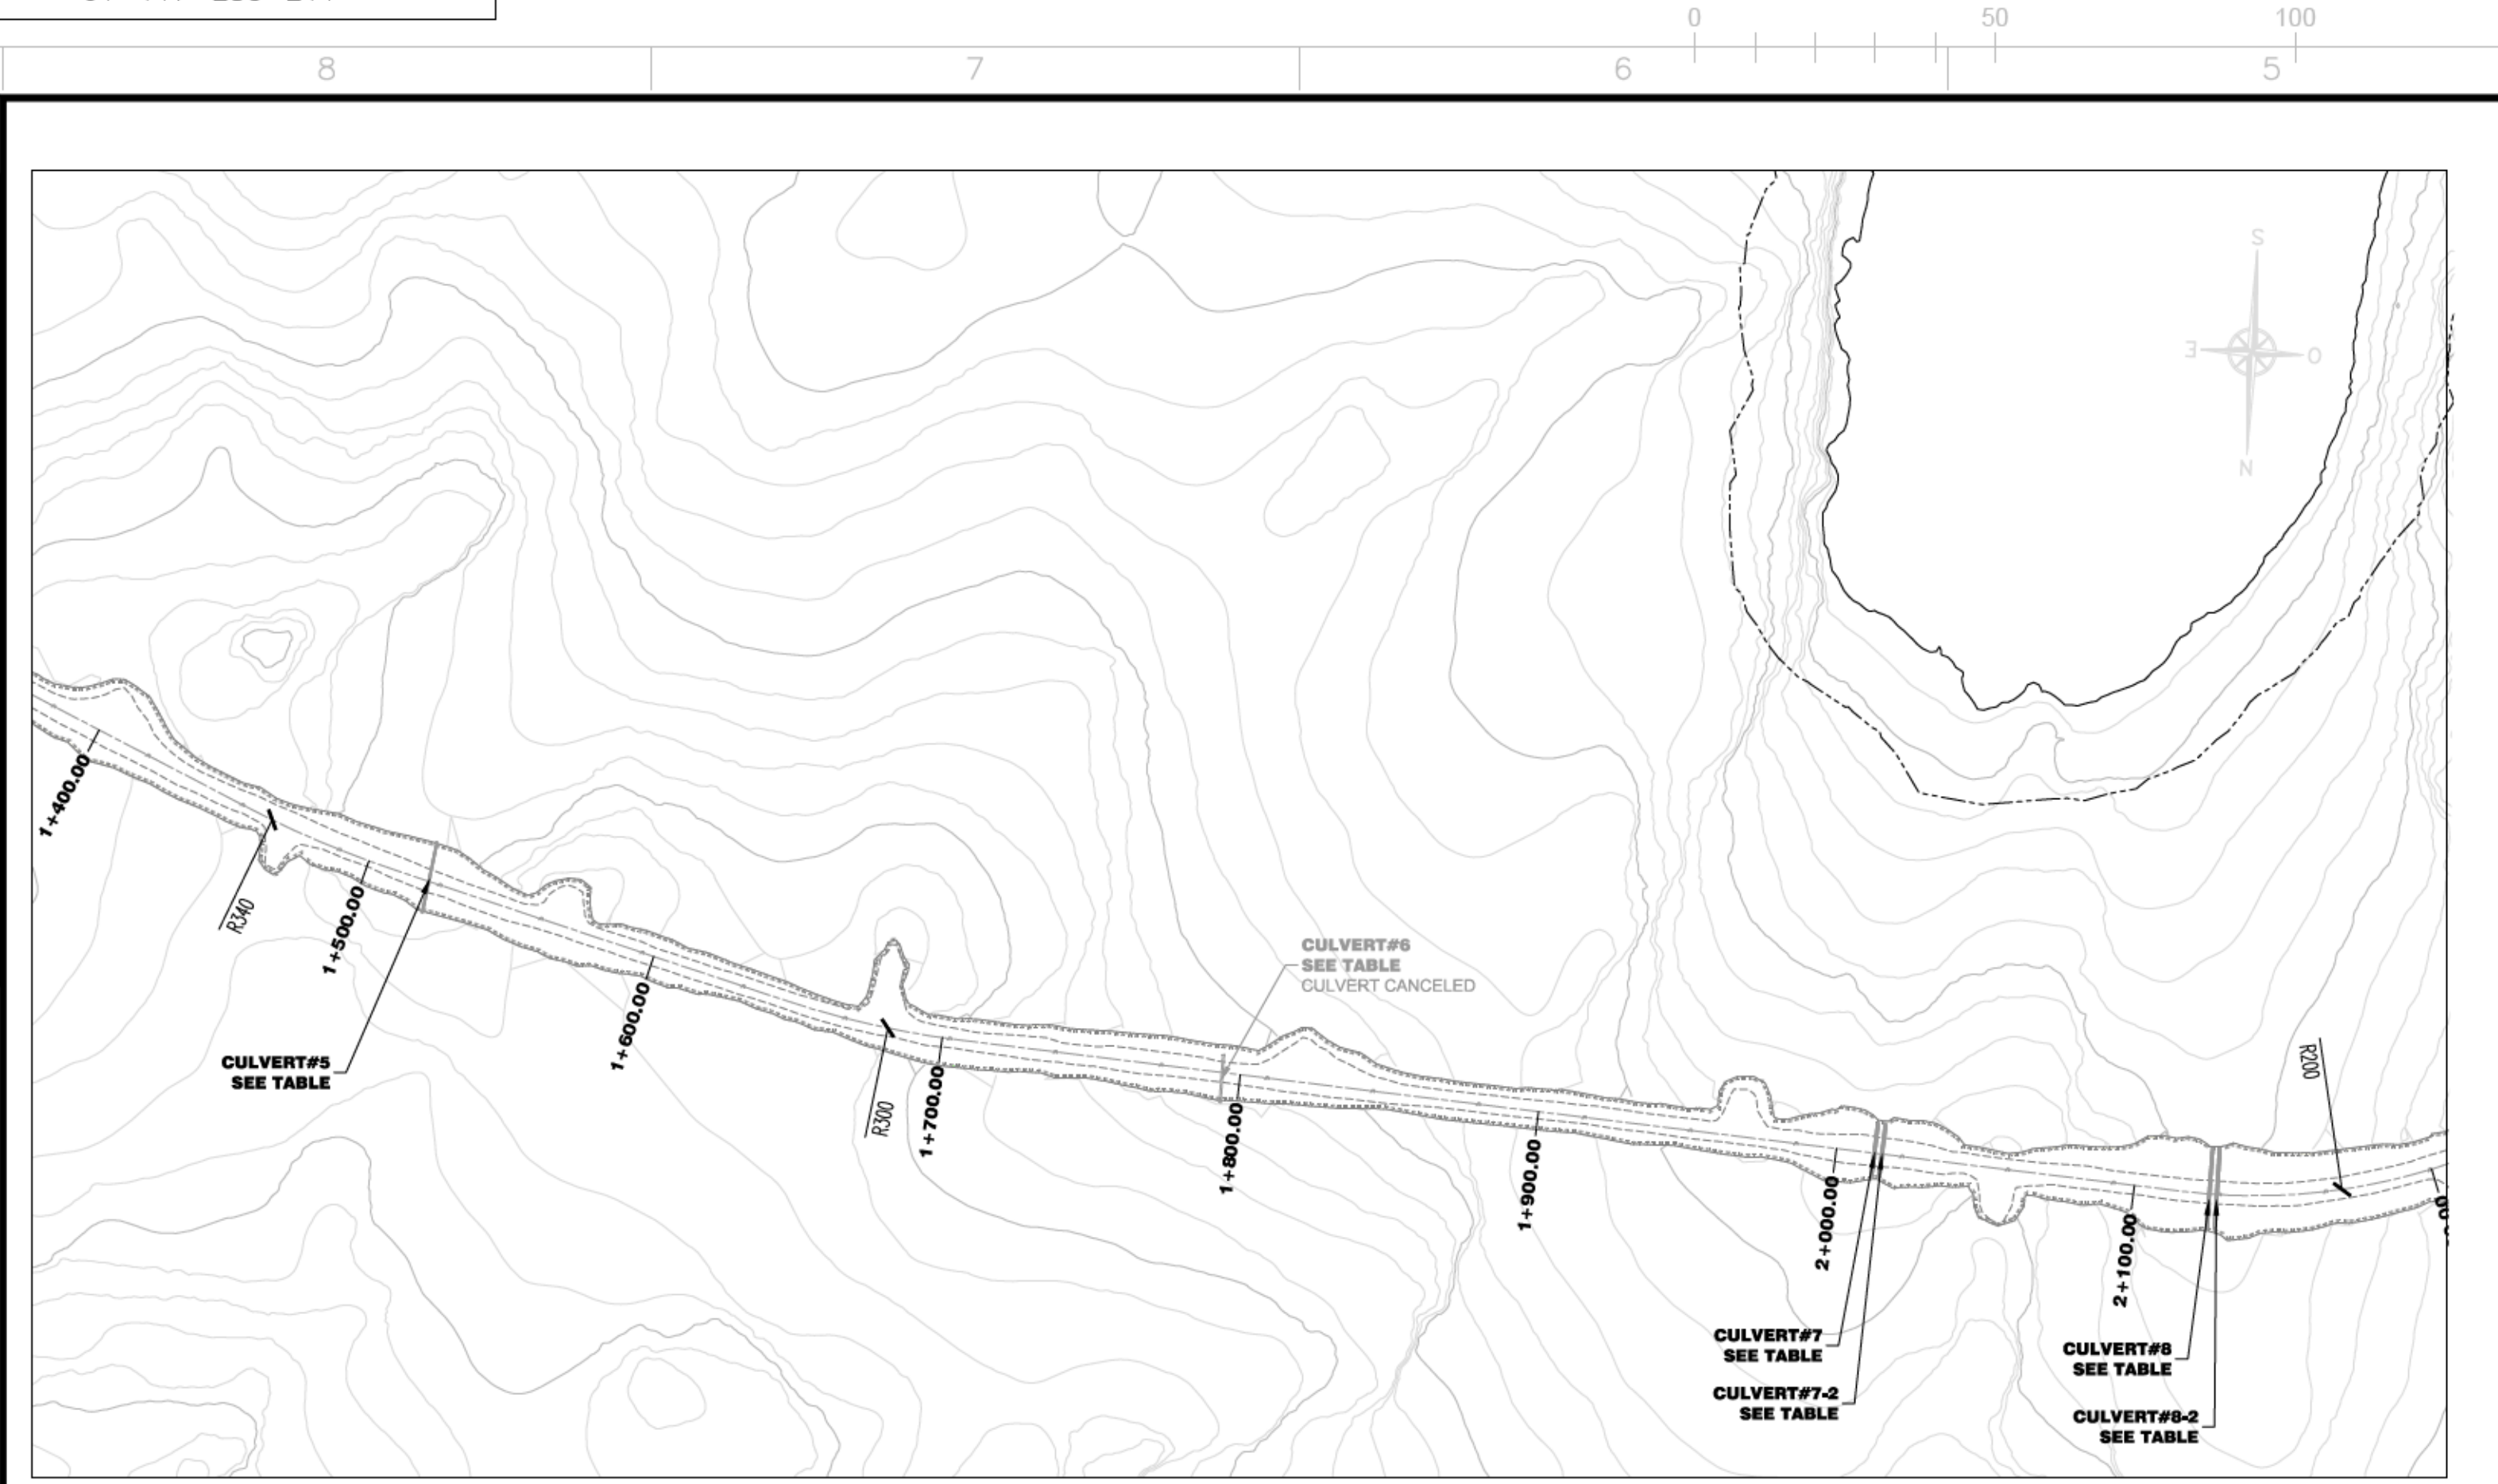 0 50 100
8 7 6 5
S
E O
N
1+400.00
R340
1+500.00
CULVERT#5
SEE TABLE
1+600.00
R300
1+700.00
CULVERT#6
SEE TABLE
CULVERT CANCELED
1+800.00
1+900.00
2+000.00
CULVERT#7
SEE TABLE
CULVERT#7-2
SEE TABLE
2+100.00
CULVERT#8
SEE TABLE
CULVERT#8-2
SEE TABLE
R200